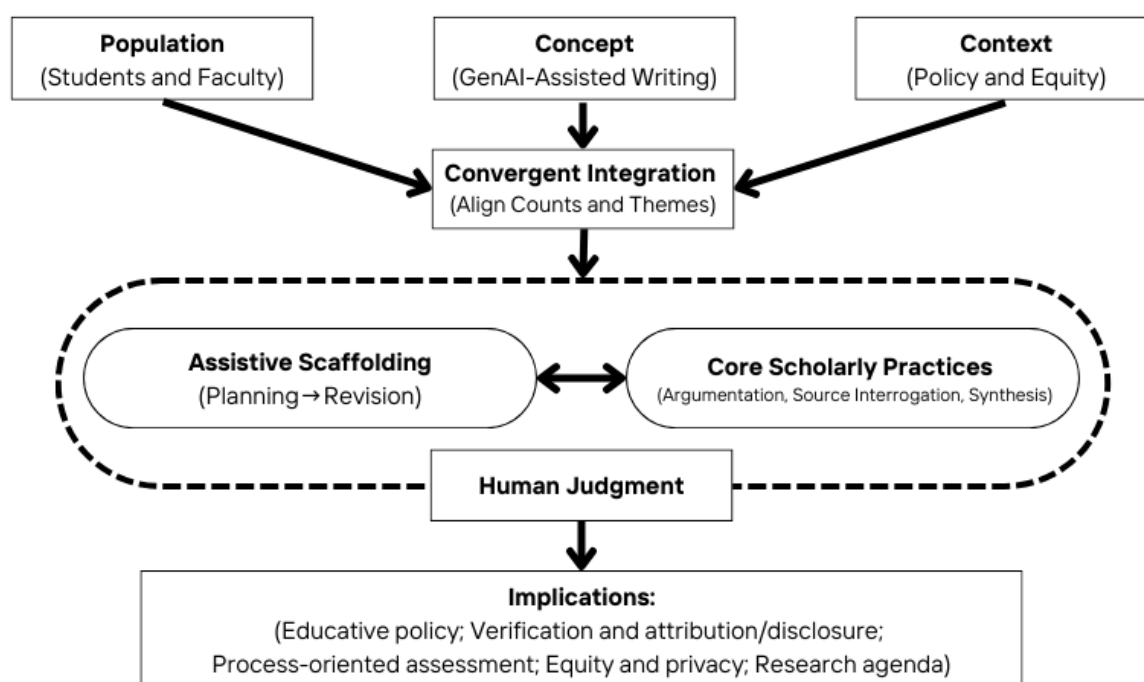 Population
(Students and Faculty)
Concept
(GenAI-Assisted Writing)
Context
(Policy and Equity)
Convergent Integration
(Align Counts and Themes)
Assistive Scaffolding
(Planning→Revision)
Core Scholarly Practices
(Argumentation, Source Interrogation, Synthesis)
Human Judgment
Implications:
(Educative policy; Verification and attribution/disclosure;
Process-oriented assessment; Equity and privacy; Research agenda)